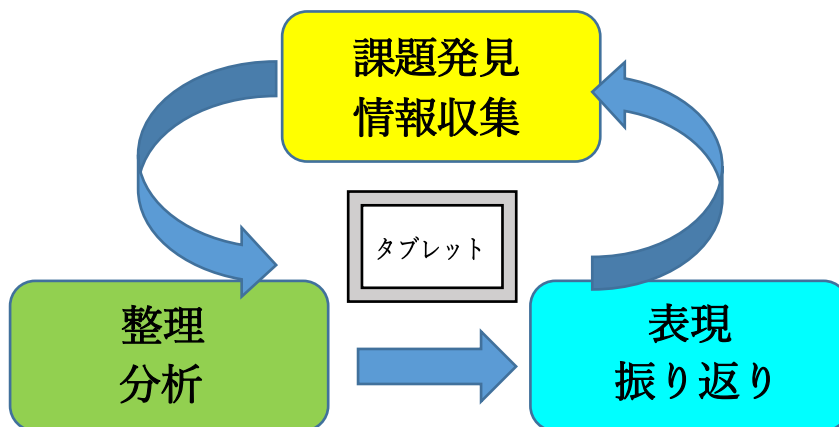 課題発見
情報収集
タブレット
整理
分析
表現
振り返り